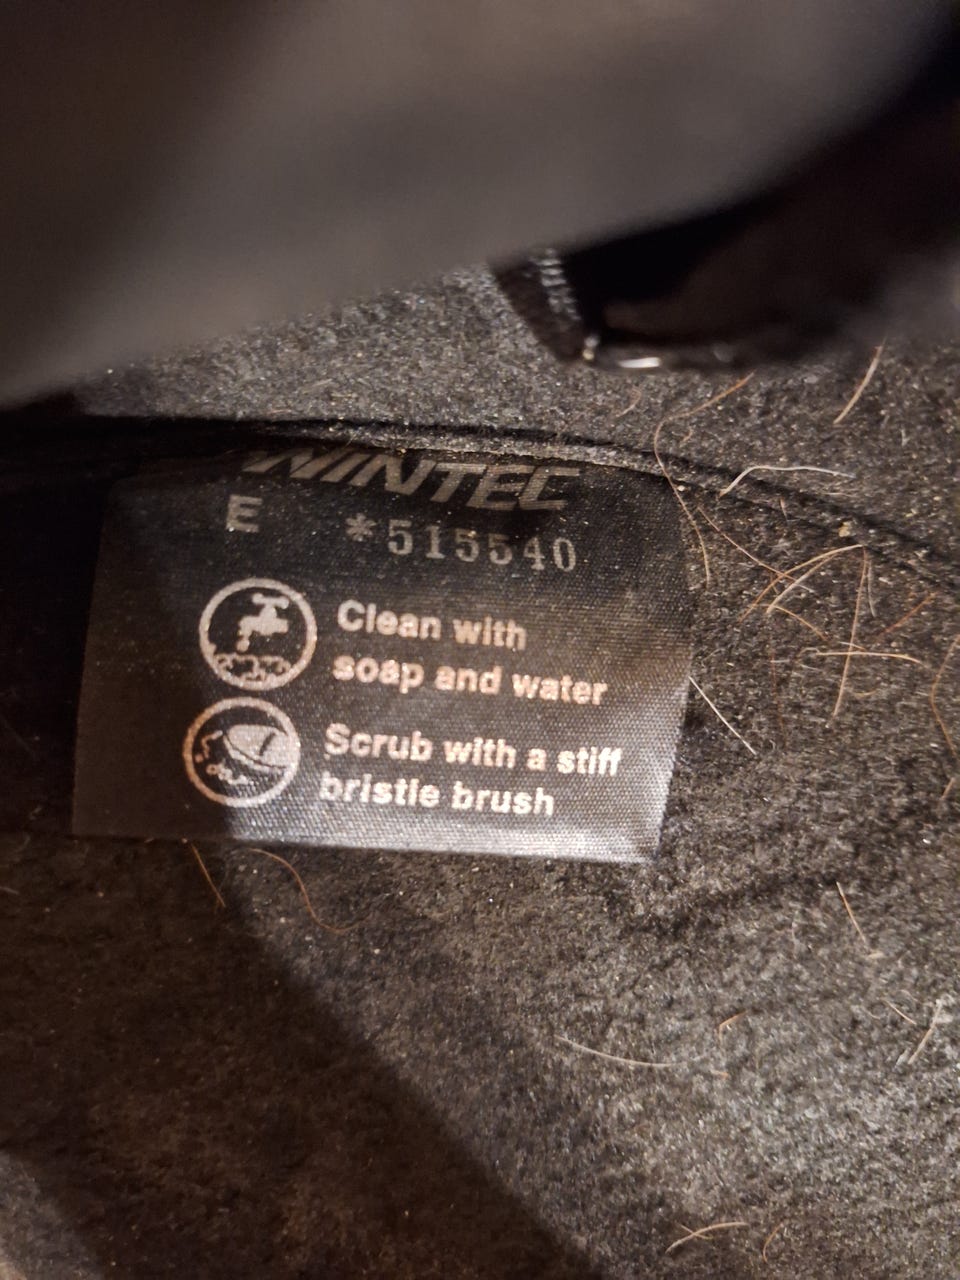 WINTEC
E *515540
Clean with
soap and water
Scrub with a stiff
bristle brush